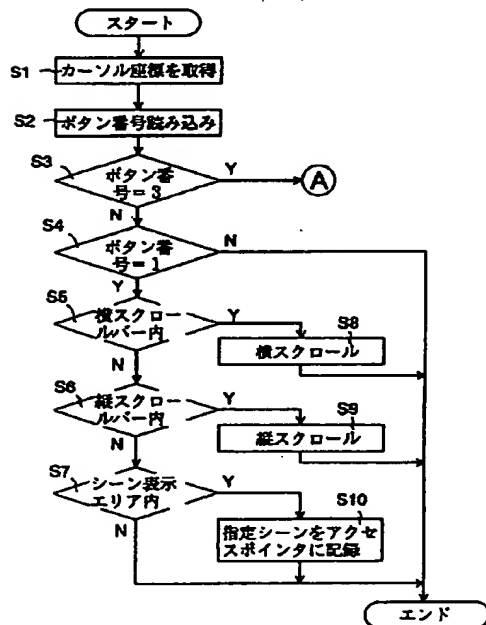 スタート
S1
カーソル座標を取得
S2
ボタン番号読み込み
S3
ボタン番
号=3
Y
A
N
S4
ボタン番
号=1
N
Y
S5
横スクロー
ルバー内
Y
S8
横スクロール
N
S6
縦スクロー
ルバー内
Y
S9
縦スクロール
N
S7
シーン表示
エリア内
Y
S10
指定シーンをアクセ
スポインタに記録
N
エンド